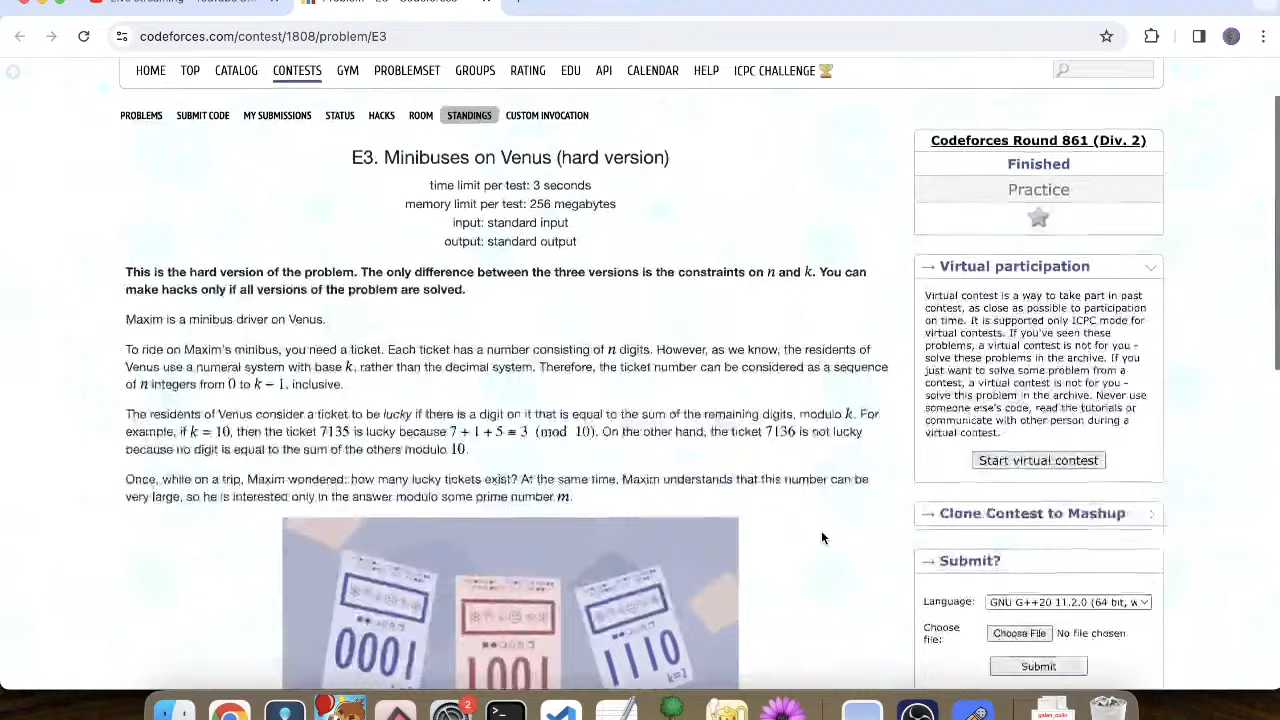 codeforces.com/contest/1808/problem/E3
HOME TOP CATALOG CONTESTS GYM PROBLEMSET GROUPS RATING EDU API CALENDAR HELP ICPC CHALLENGE
PROBLEMS SUBMIT CODE MY SUBMISSIONS STATUS HACKS ROOM STANDINGS CUSTOM INVOCATION
E3. Minibuses on Venus (hard version)
time limit per test: 3 seconds
memory limit per test: 256 megabytes
input: standard input
output: standard output
This is the hard version of the problem. The only difference between the three versions is the constraints on n and k. You can
make hacks only if all versions of the problem are solved.
Maxim is a minibus driver on Venus.
To ride on Maxim's minibus, you need a ticket. Each ticket has a number consisting of n digits. However, as we know, the residents of
Venus use a numeral system with base k, rather than the decimal system. Therefore, the ticket number can be considered as a sequence
of n integers from 0 to k − 1, inclusive.
The residents of Venus consider a ticket to be lucky if there is a digit on it that is equal to the sum of the remaining digits, modulo k. For
example, if k = 10, then the ticket 7135 is lucky because 7 + 1 + 5 ≡ 3 (mod 10). On the other hand, the ticket 7136 is not lucky
because no digit is equal to the sum of the others modulo 10.
Once, while on a trip, Maxim wondered: how many lucky tickets exist? At the same time, Maxim understands that this number can be
very large, so he is interested only in the answer modulo some prime number m.
0001
1001
1110
k=2
Codeforces Round 861 (Div. 2)
Finished
Practice
→ Virtual participation
Virtual contest is a way to take part in past
contest, as close as possible to participation
on time. It is supported only ICPC mode for
virtual contests. If you've seen these
problems, a virtual contest is not for you -
solve these problems in the archive. If you
just want to solve some problem from a
contest, a virtual contest is not for you -
solve this problem in the archive. Never use
someone else's code, read the tutorials or
communicate with other person during a
virtual contest.
Start virtual contest
→ Clone Contest to Mashup
→ Submit?
Language: GNU G++20 11.2.0 (64 bit, w
Choose
file: Choose File No file chosen
Submit
2